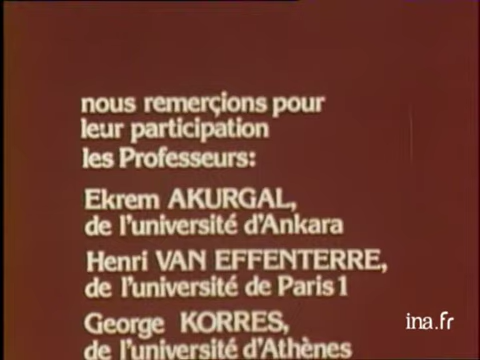 nous remerçions pour
leur participation
les Professeurs:
Ekrem AKURGAL,
de l'université d'Ankara
Henri VAN EFFENTERRE,
de l'université de Paris 1
George KORRES,
de l'université d'Athènes
ina.fr